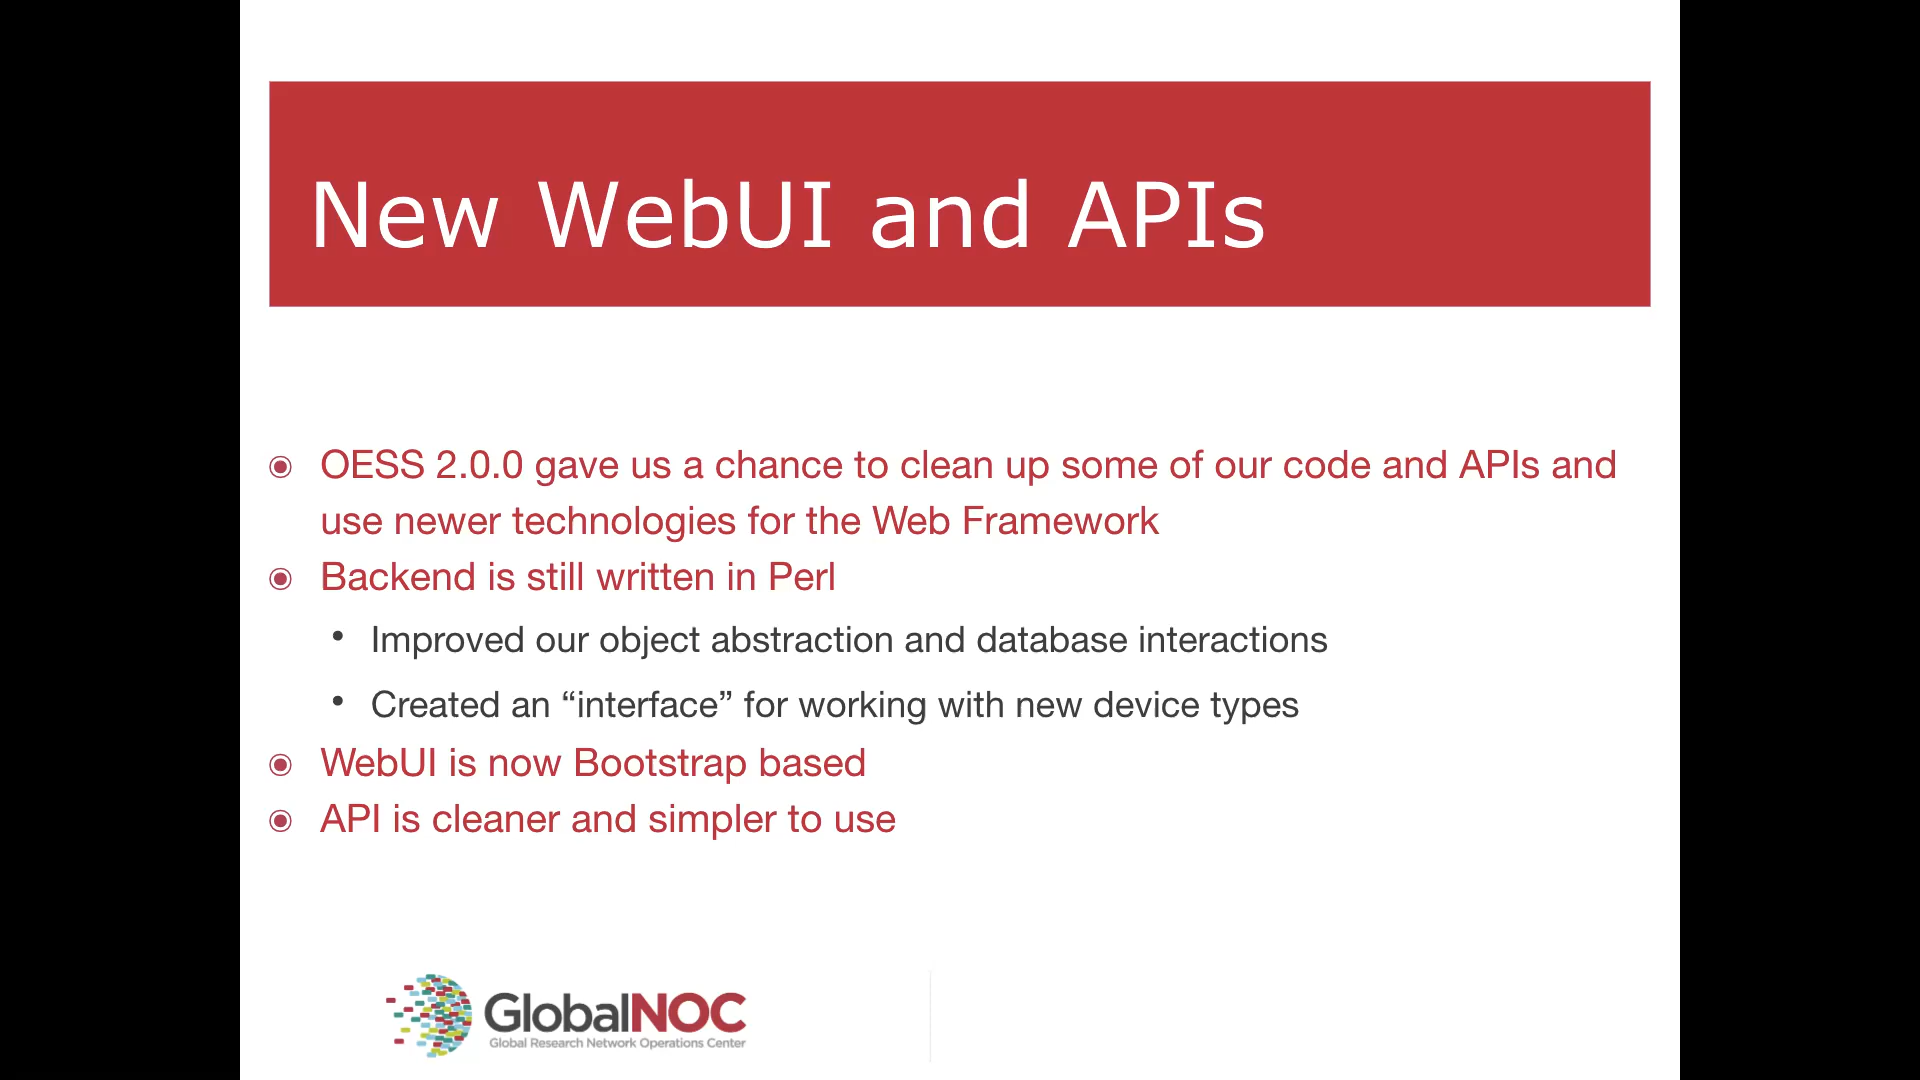 New WebUI and APIs
OESS 2.0.0 gave us a chance to clean up some of our code and APIs and
use newer technologies for the Web Framework
Backend is still written in Perl
Improved our object abstraction and database interactions
Created an “interface” for working with new device types
WebUI is now Bootstrap based
API is cleaner and simpler to use
GlobalNOC
Global Research Network Operations Center